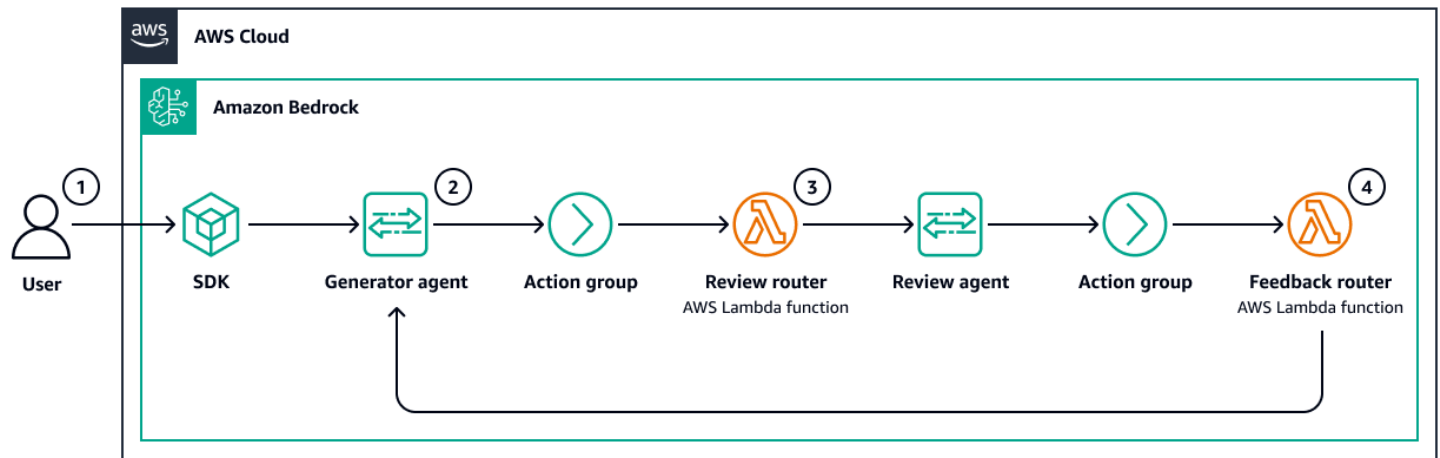 aws
AWS Cloud
Amazon Bedrock
1
2
3
4
User
SDK
Generator agent
Action group
Review router
AWS Lambda function
Review agent
Action group
Feedback router
AWS Lambda function